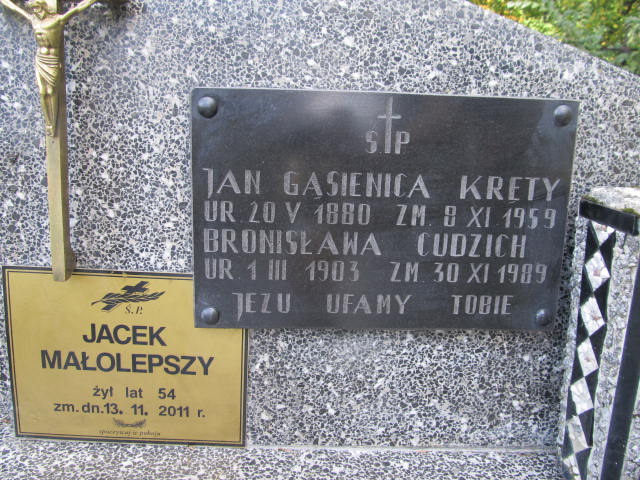 Ś P
JAN GĄSIENICA KRĘTY
UR. 20 V 1880 ZM. 8 XI 1959
BRONISŁAWA CUDZICH
UR. 1 III 1903 ZM. 30 XI 1989
JEZU UFAMY TOBIE
Ś.P.
JACEK
MAŁOLEPSZY
żył lat 54
zm. dn.13. 11. 2011 r.
spoczywaj w pokoju